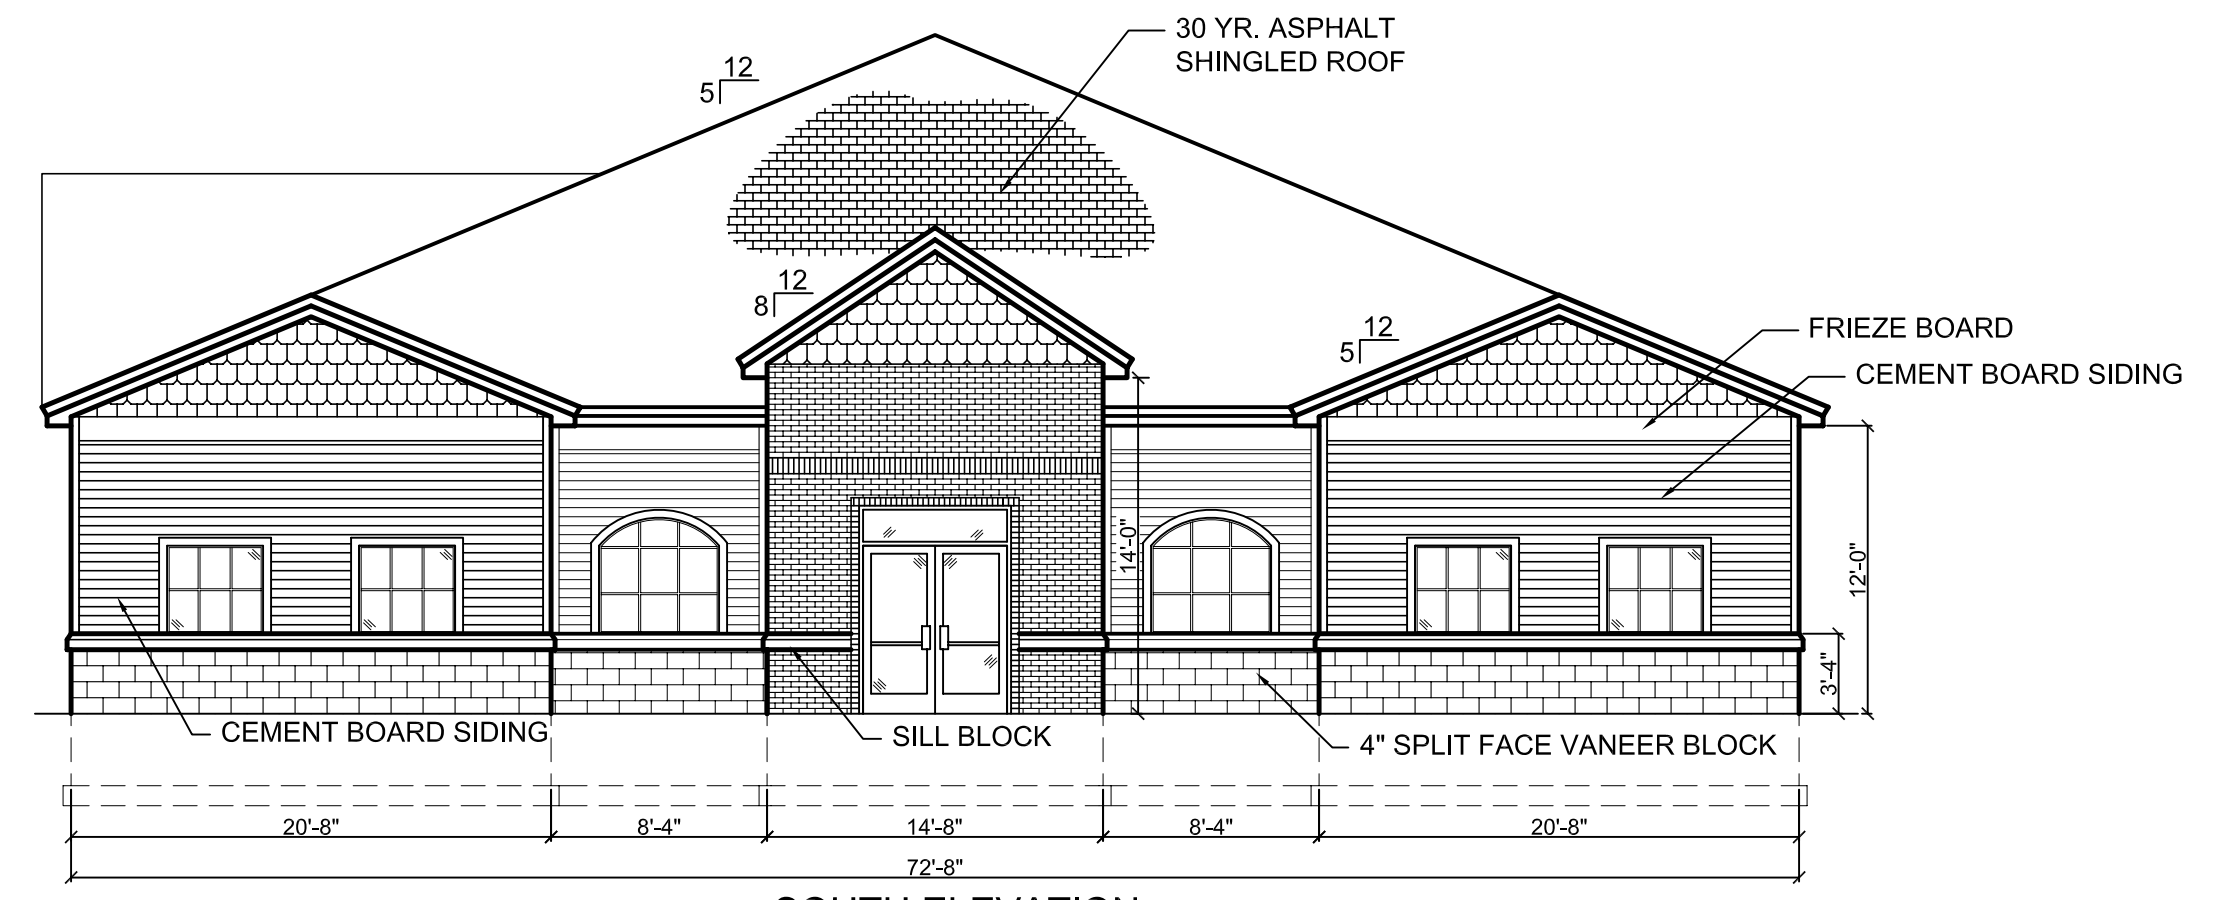 30 YR. ASPHALT
SHINGLED ROOF
12
5
12
8
12
5
FRIEZE BOARD
CEMENT BOARD SIDING
14'-0"
12'-0"
3'-4"
CEMENT BOARD SIDING
SILL BLOCK
4" SPLIT FACE VANEER BLOCK
20'-8"
8'-4"
14'-8"
8'-4"
20'-8"
72'-8"
SOUTH ELEVATION